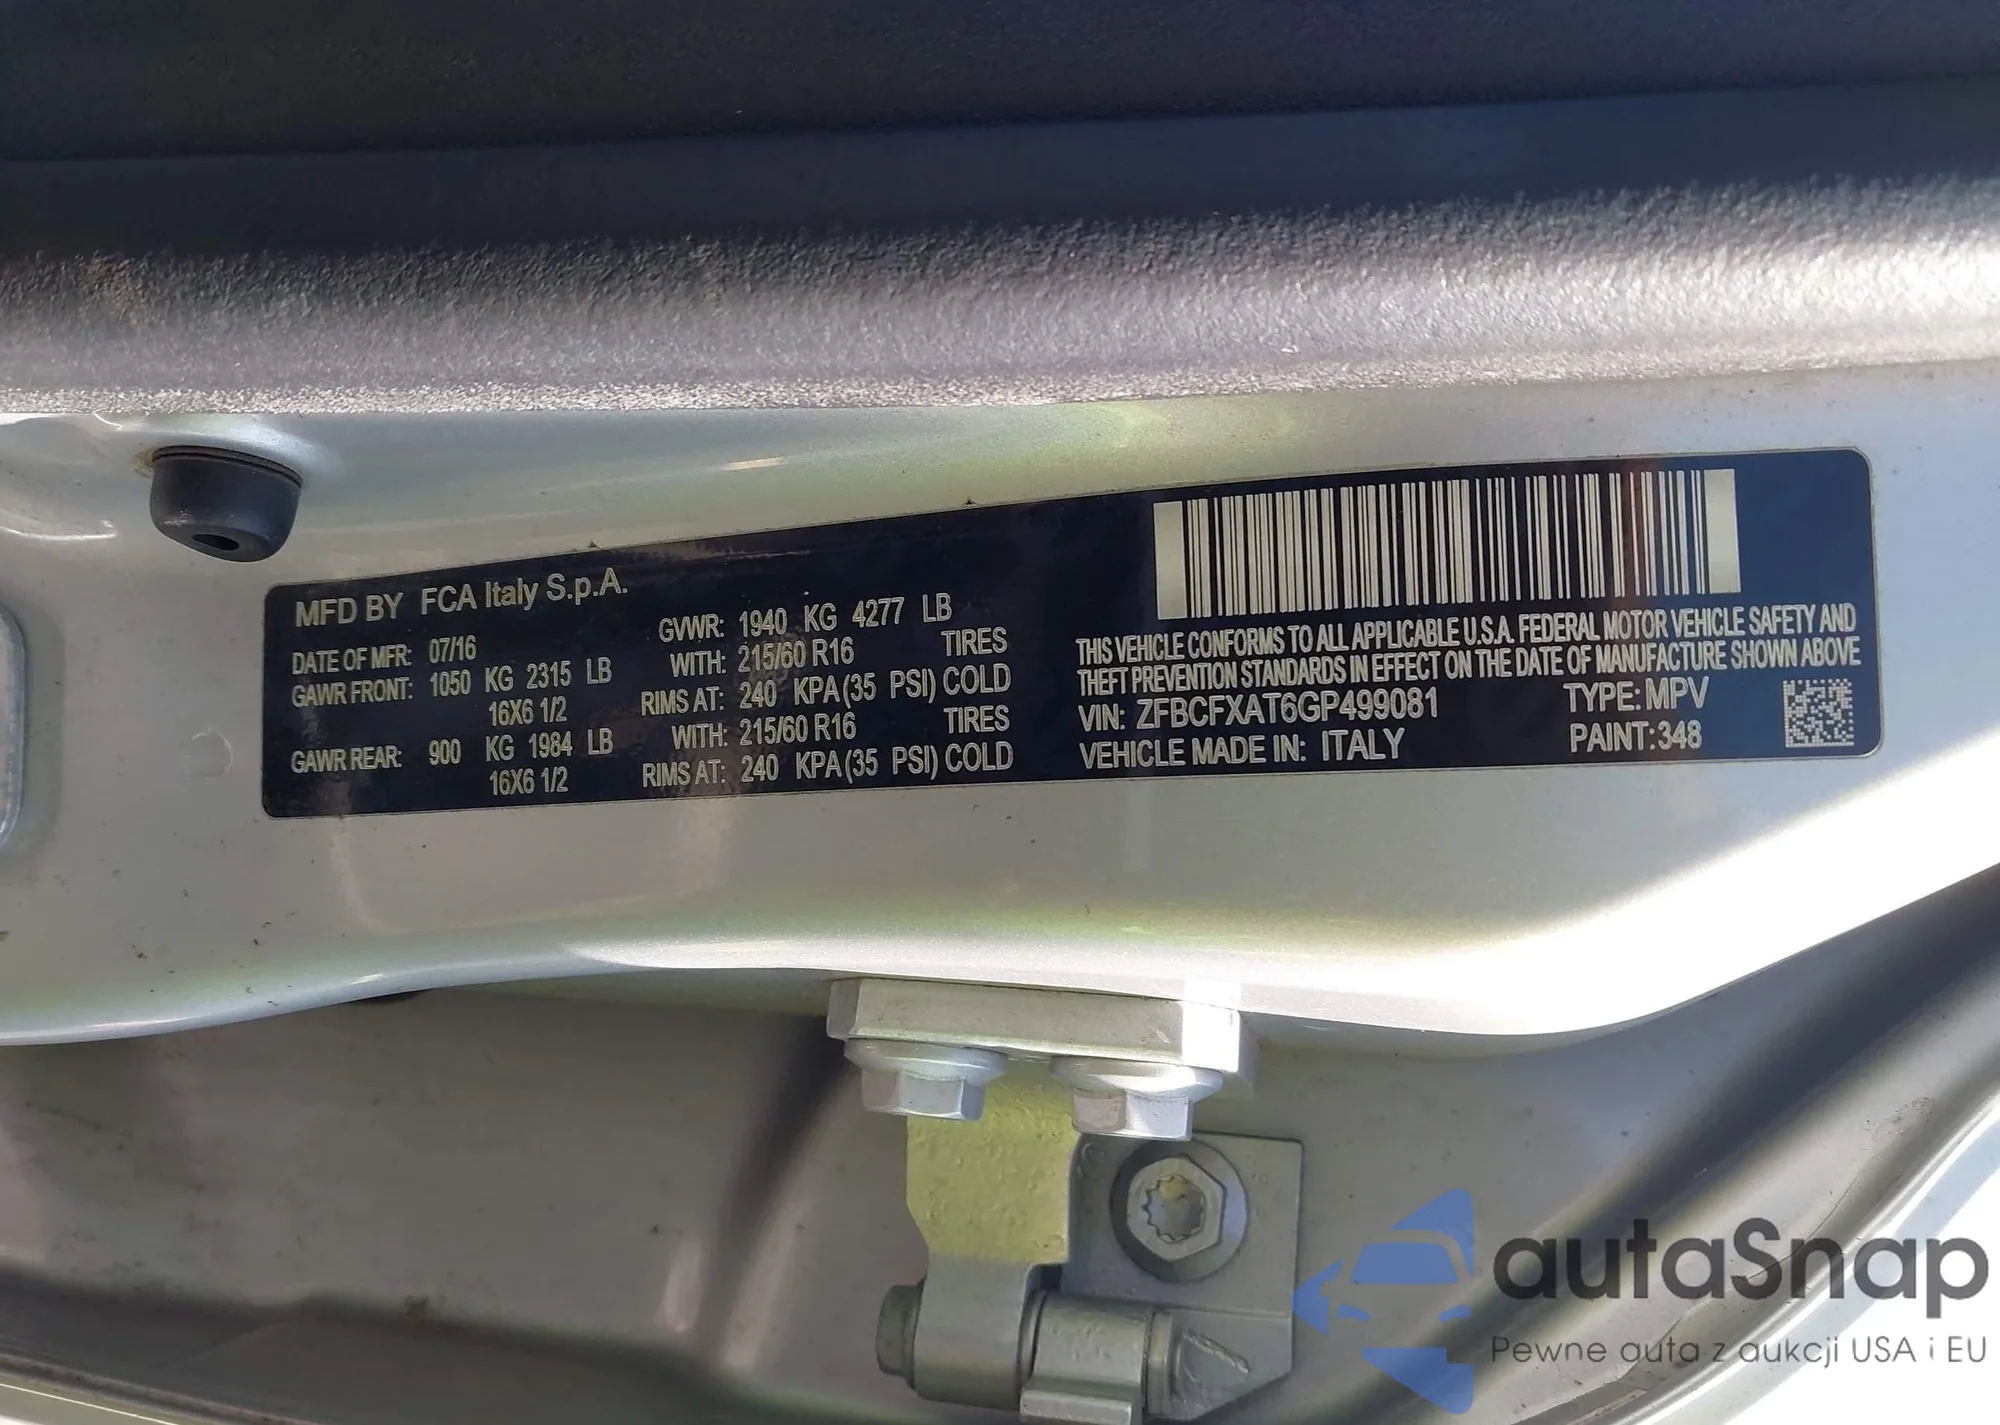 MFD BY FCA Italy S.p.A.
DATE OF MFR: 07/16 GVWR: 1940 KG 4277 LB
GAWR FRONT: 1050 KG 2315 LB WITH: 215/60 R16 TIRES
16X6 1/2 RIMS AT: 240 KPA(35 PSI) COLD
GAWR REAR: 900 KG 1984 LB WITH: 215/60 R16 TIRES
16X6 1/2 RIMS AT: 240 KPA(35 PSI) COLD
THIS VEHICLE CONFORMS TO ALL APPLICABLE U.S.A. FEDERAL MOTOR VEHICLE SAFETY AND
THEFT PREVENTION STANDARDS IN EFFECT ON THE DATE OF MANUFACTURE SHOWN ABOVE
VIN: ZFBCFXAT6GP499081 TYPE: MPV
VEHICLE MADE IN: ITALY PAINT: 348
autaSnap
Pewne auta z aukcji USA i EU